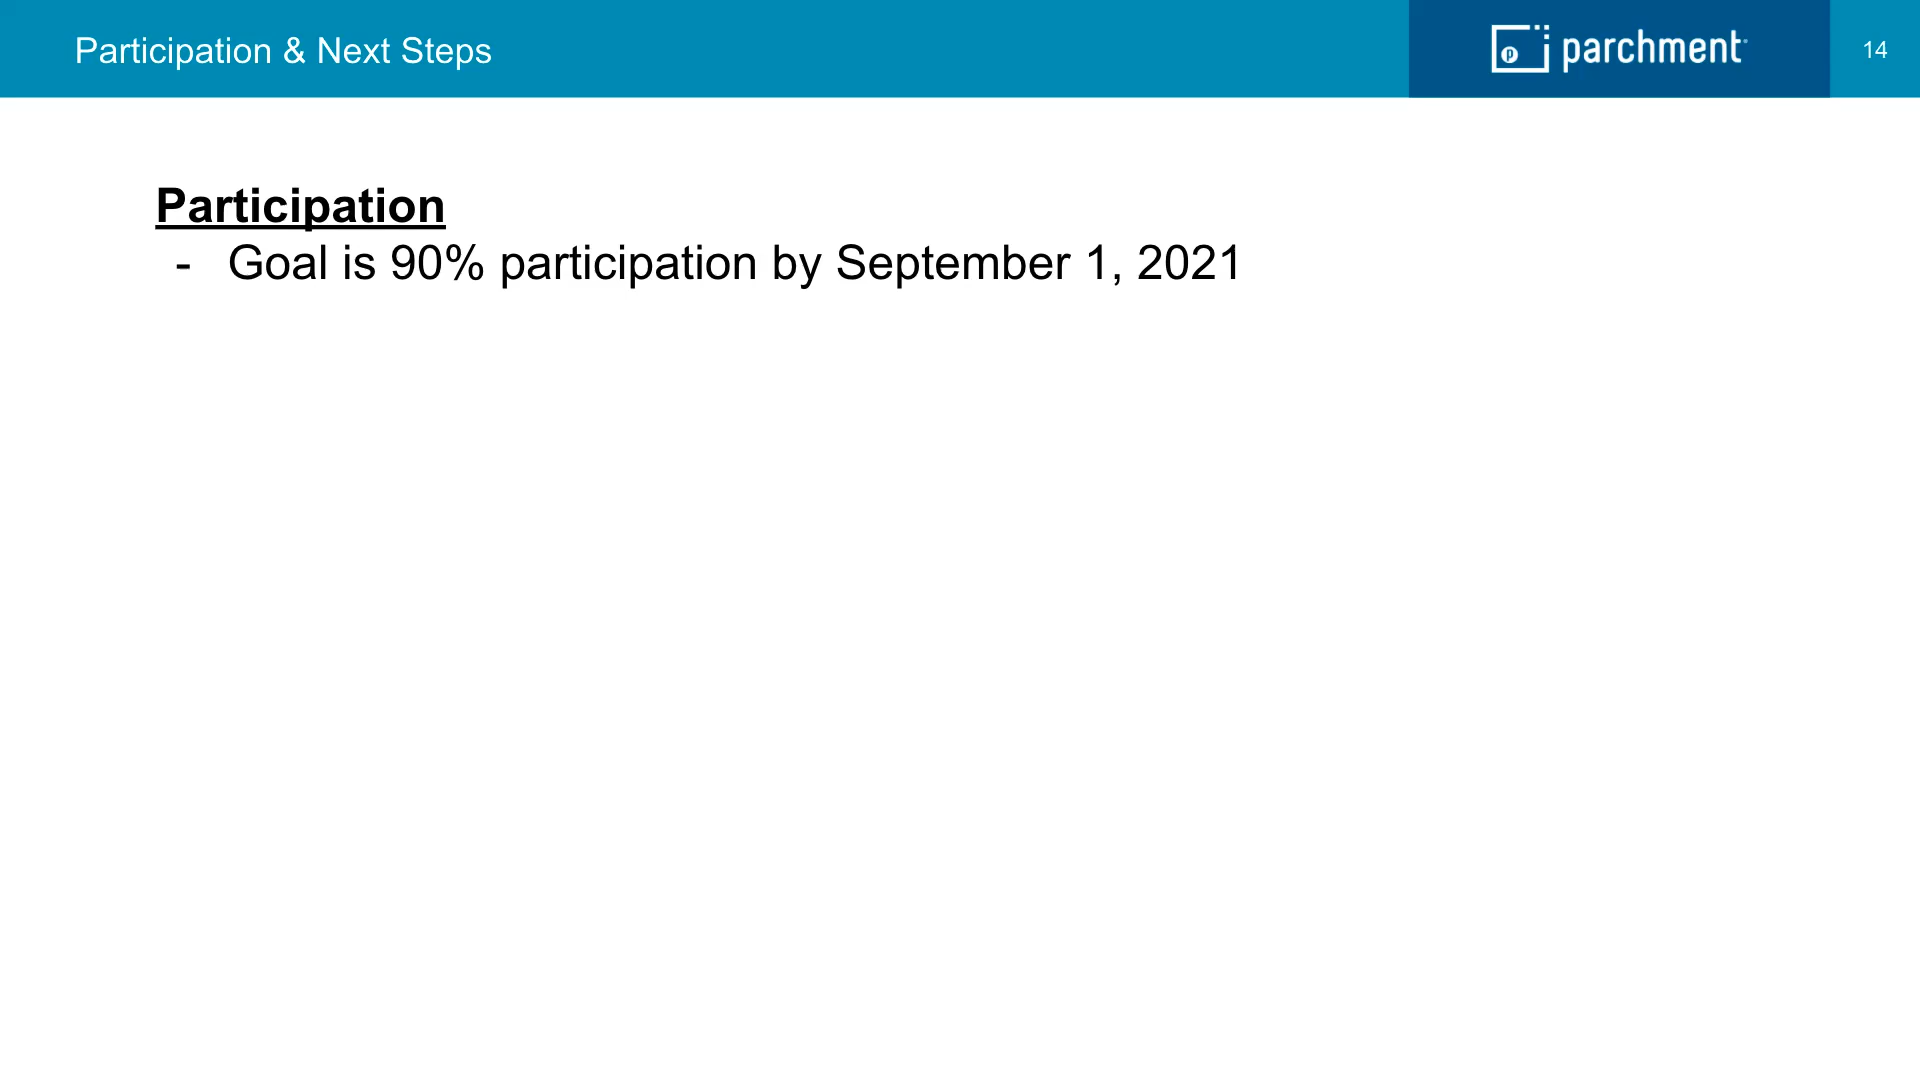 Participation & Next Steps
parchment
14
Participation
- Goal is 90% participation by September 1, 2021